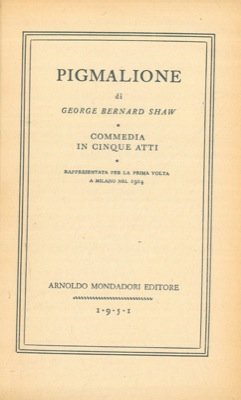 PIGMALIONE
di
GEORGE BERNARD SHAW
*
COMMEDIA
IN CINQUE ATTI
*
RAPPRESENTATA PER LA PRIMA VOLTA
A MILANO NEL 1914
ARNOLDO MONDADORI EDITORE
1-9-5-1